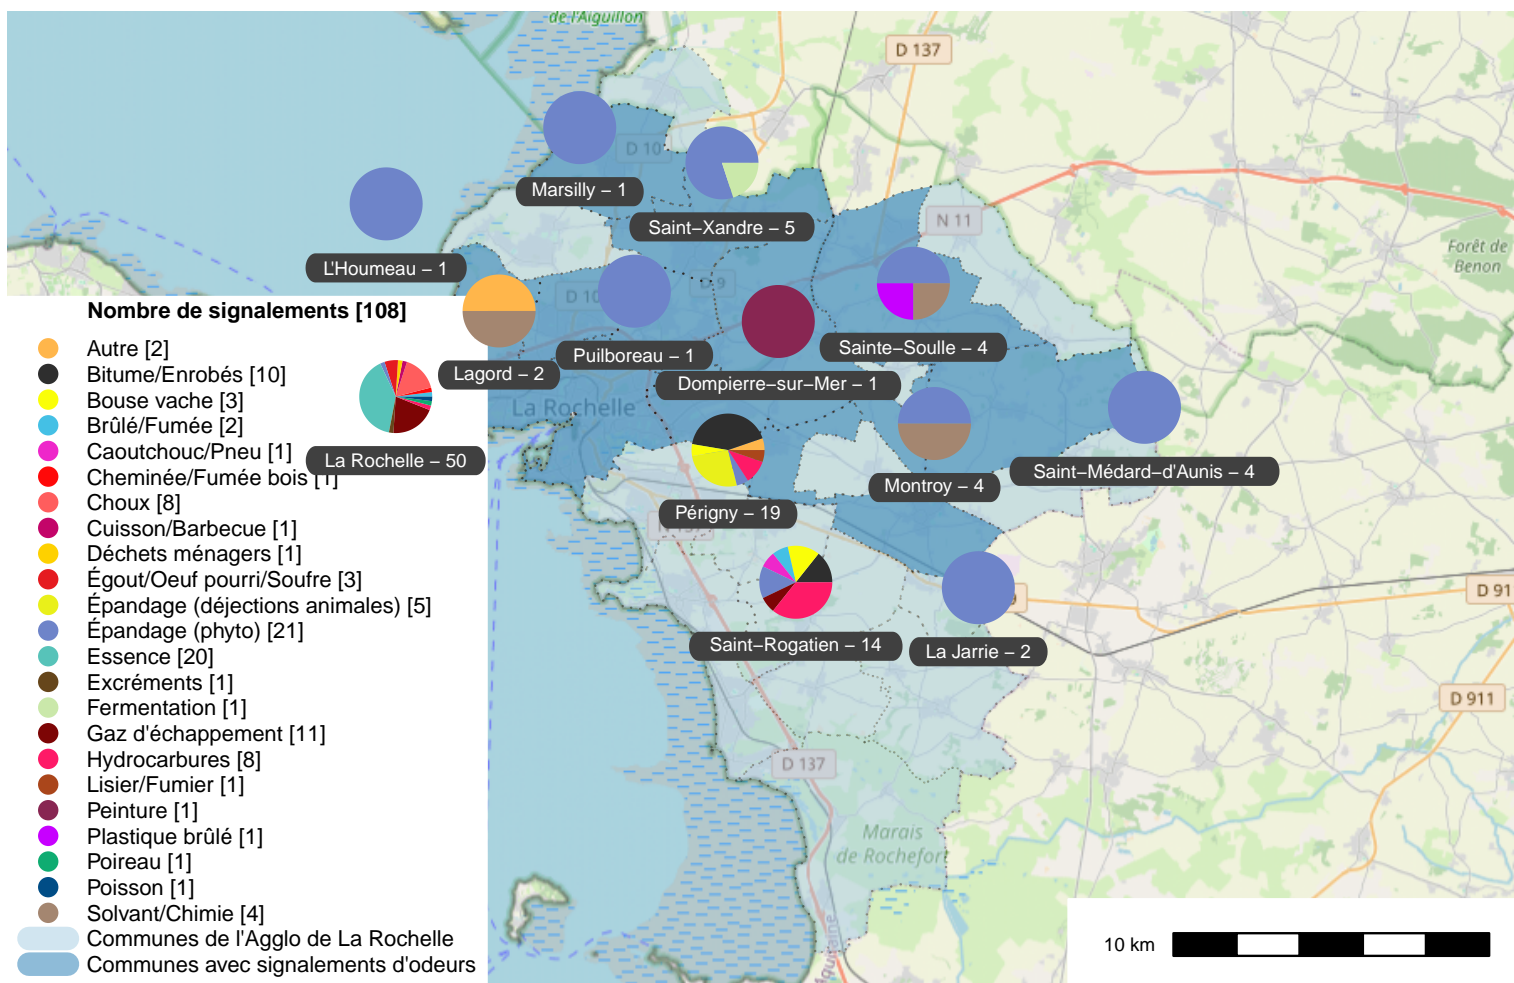 de l'Aiguillon
D 137
D 10
Marsilly – 1
Saint–Xandre – 5
N 11
Forêt de
Benon
L'Houmeau – 1
D 10
D 9
Puilboreau – 1
Sainte–Soulle – 4
Lagord – 2
Dompierre–sur–Mer – 1
La Rochelle
La Rochelle – 50
Saint–Médard–d'Aunis – 4
Montroy – 4
Périgny – 19
N 137
Saint–Rogatien – 14
La Jarrie – 2
D 91
D 911
D 137
Marais
de Rochefort
Aquitaine
Nombre de signalements [108]
Autre [2]
Bitume/Enrobés [10]
Bouse vache [3]
Brûlé/Fumée [2]
Caoutchouc/Pneu [1]
Cheminée/Fumée bois [1]
Choux [8]
Cuisson/Barbecue [1]
Déchets ménagers [1]
Égout/Oeuf pourri/Soufre [3]
Épandage (déjections animales) [5]
Épandage (phyto) [21]
Essence [20]
Excréments [1]
Fermentation [1]
Gaz d'échappement [11]
Hydrocarbures [8]
Lisier/Fumier [1]
Peinture [1]
Plastique brûlé [1]
Poireau [1]
Poisson [1]
Solvant/Chimie [4]
Communes de l'Agglo de La Rochelle
Communes avec signalements d'odeurs
10 km